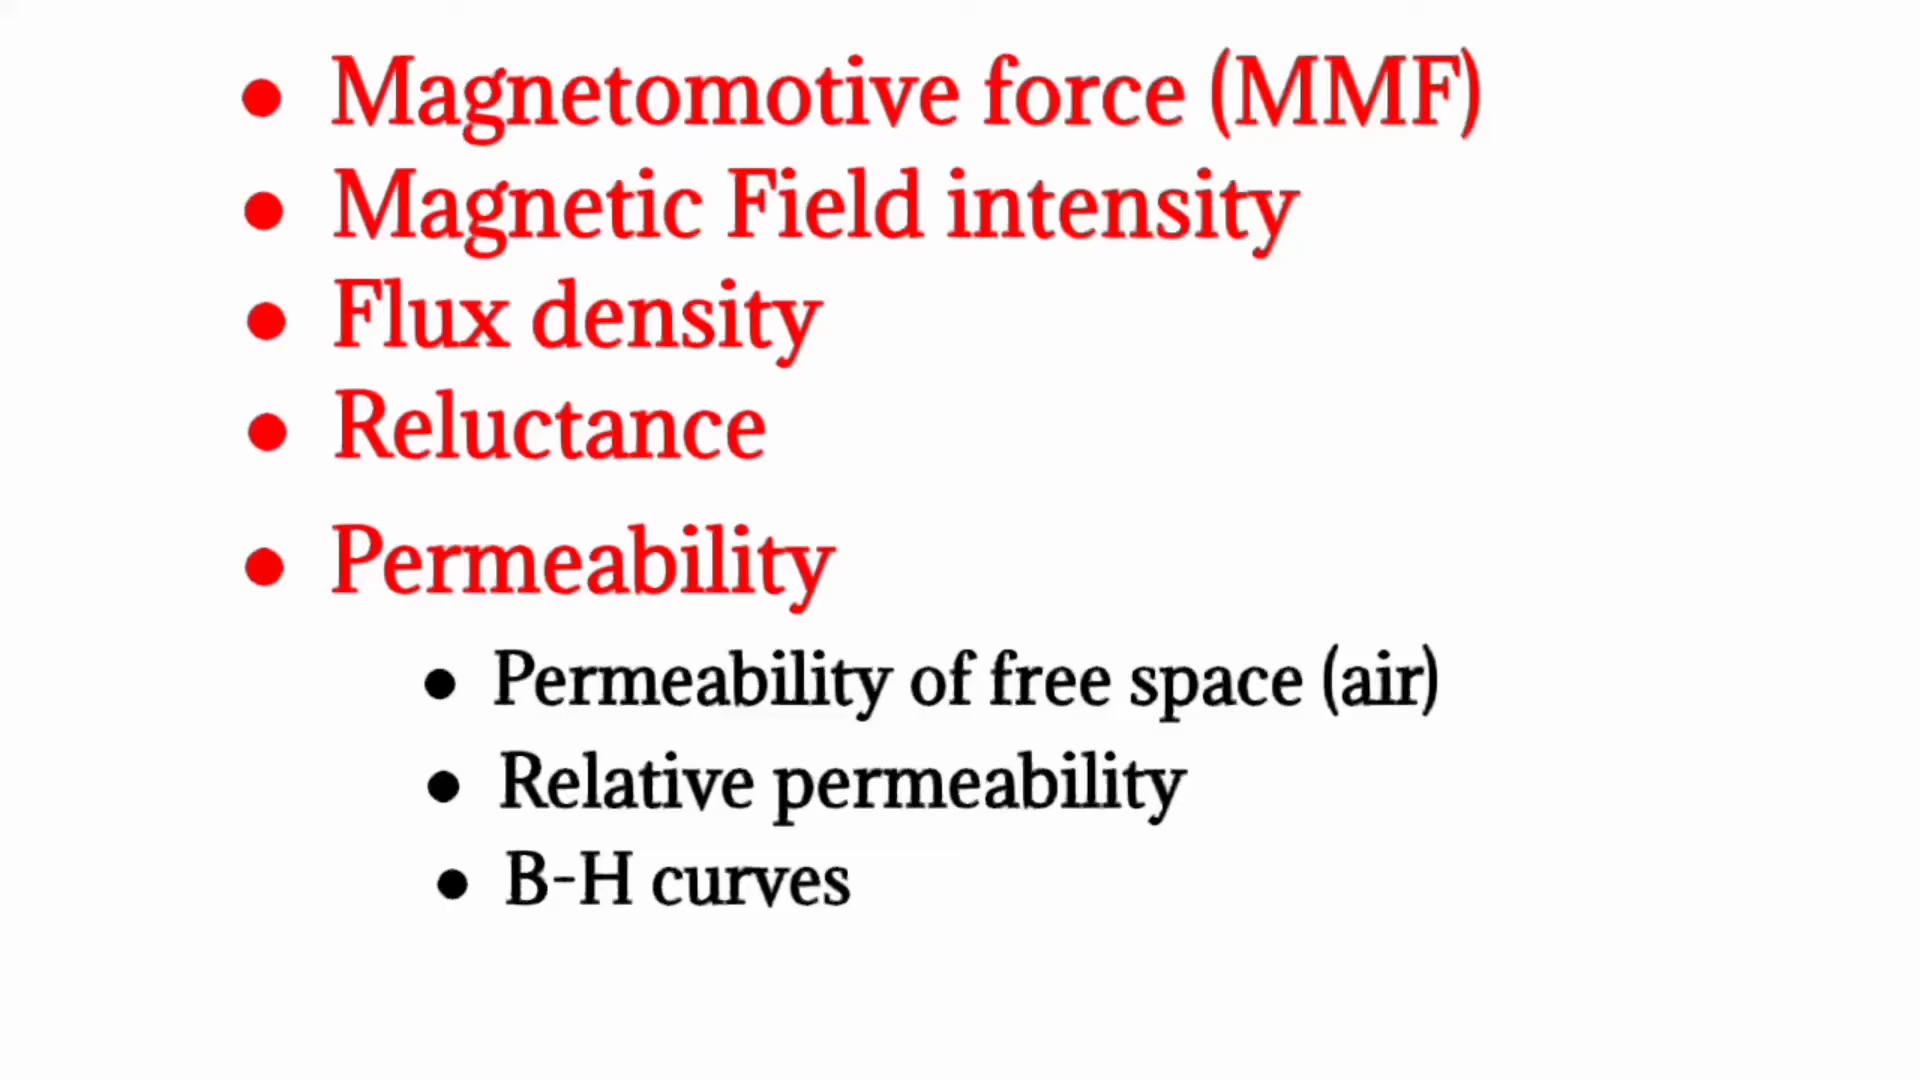 • Magnetomotive force (MMF)
• Magnetic Field intensity
• Flux density
• Reluctance
• Permeability
• Permeability of free space (air)
• Relative permeability
• B-H curves